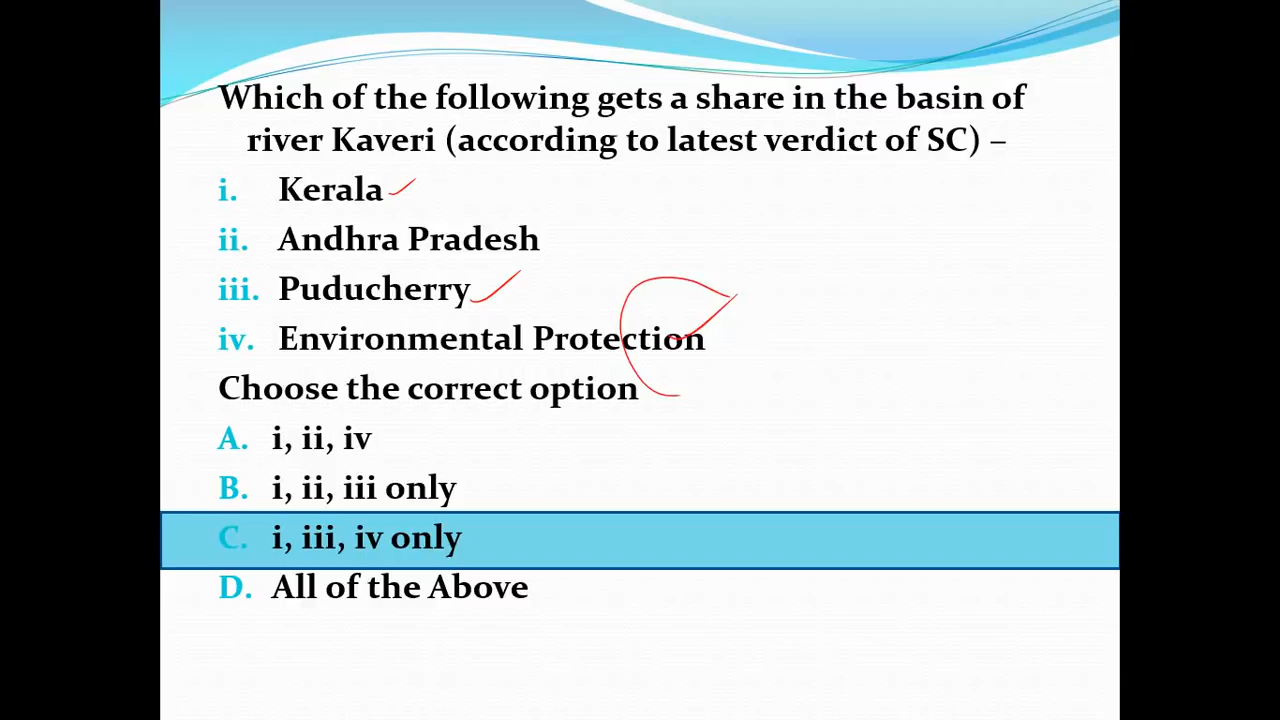 Which of the following gets a share in the basin of
river Kaveri (according to latest verdict of SC) –
i. Kerala
ii. Andhra Pradesh
iii. Puducherry
iv. Environmental Protection
Choose the correct option
A. i, ii, iv
B. i, ii, iii only
C. i, iii, iv only
D. All of the Above